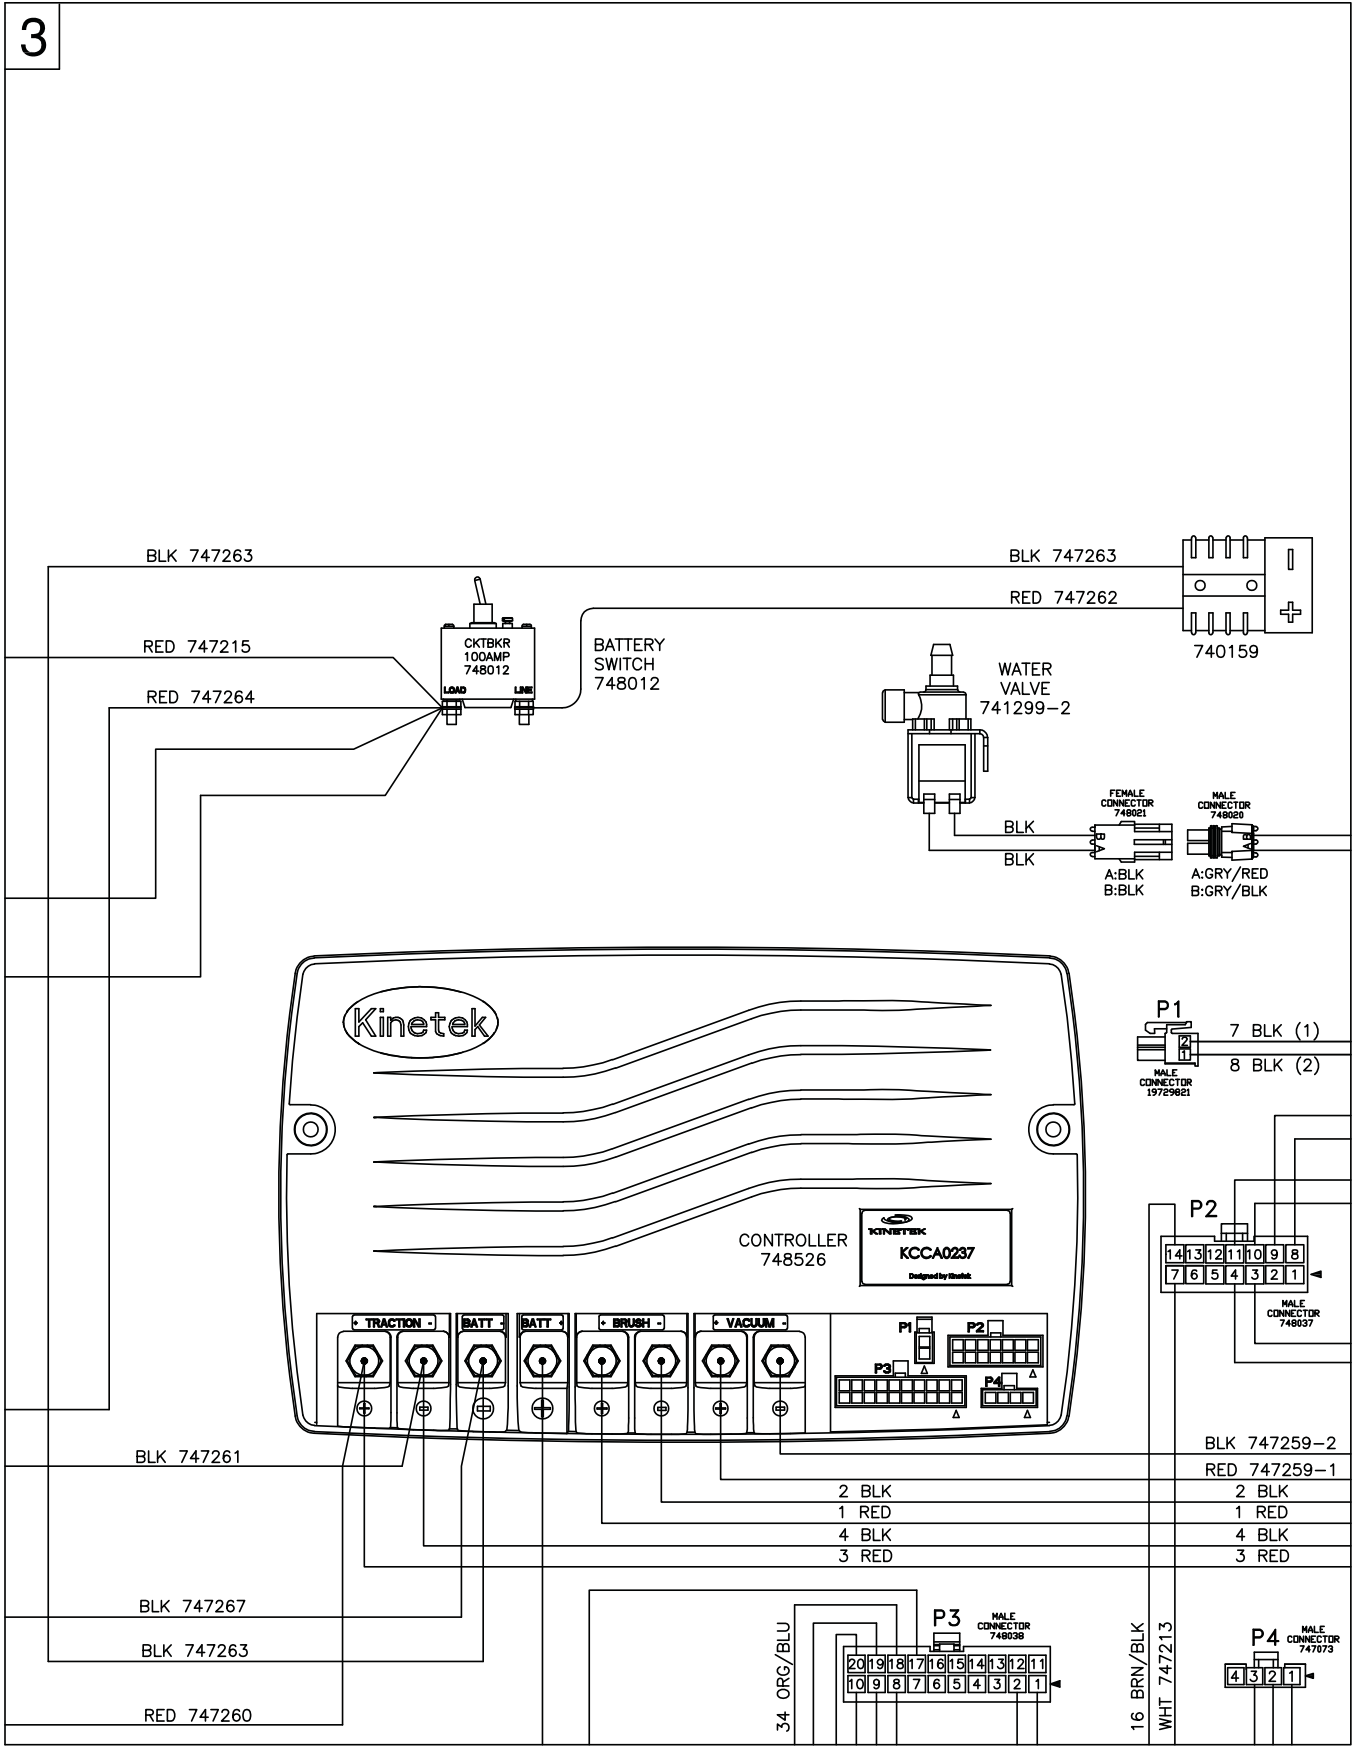 3
BLK 747263
BLK 747263
RED 747262
RED 747215
RED 747264
CKTBKR
100AMP
748012
LOAD
LINE
BATTERY
SWITCH
748012
-
+
740159
WATER
VALVE
741299-2
BLK
BLK
FEMALE
CONNECTOR
748021
B
A
A:BLK
B:BLK
MALE
CONNECTOR
748020
B
A
A:GRY/RED
B:GRY/BLK
Kinetek
P1
2
1
7 BLK (1)
8 BLK (2)
MALE
CONNECTOR
19729821
CONTROLLER
748526
KINETEK
KCCA0237
Designed by Kinetek
P2
14 13 12 11 10 9 8
7 6 5 4 3 2 1
MALE
CONNECTOR
748037
+ TRACTION -
BATT -
BATT +
+ BRUSH -
+ VACUUM -
P1
P2
P3
P4
BLK 747261
BLK 747259-2
RED 747259-1
2 BLK
2 BLK
1 RED
1 RED
4 BLK
4 BLK
3 RED
3 RED
BLK 747267
BLK 747263
RED 747260
34 ORG/BLU
P3
MALE
CONNECTOR
748038
20 19 18 17 16 15 14 13 12 11
10 9 8 7 6 5 4 3 2 1
16 BRN/BLK
WHT 747213
P4
MALE
CONNECTOR
747073
4 3 2 1